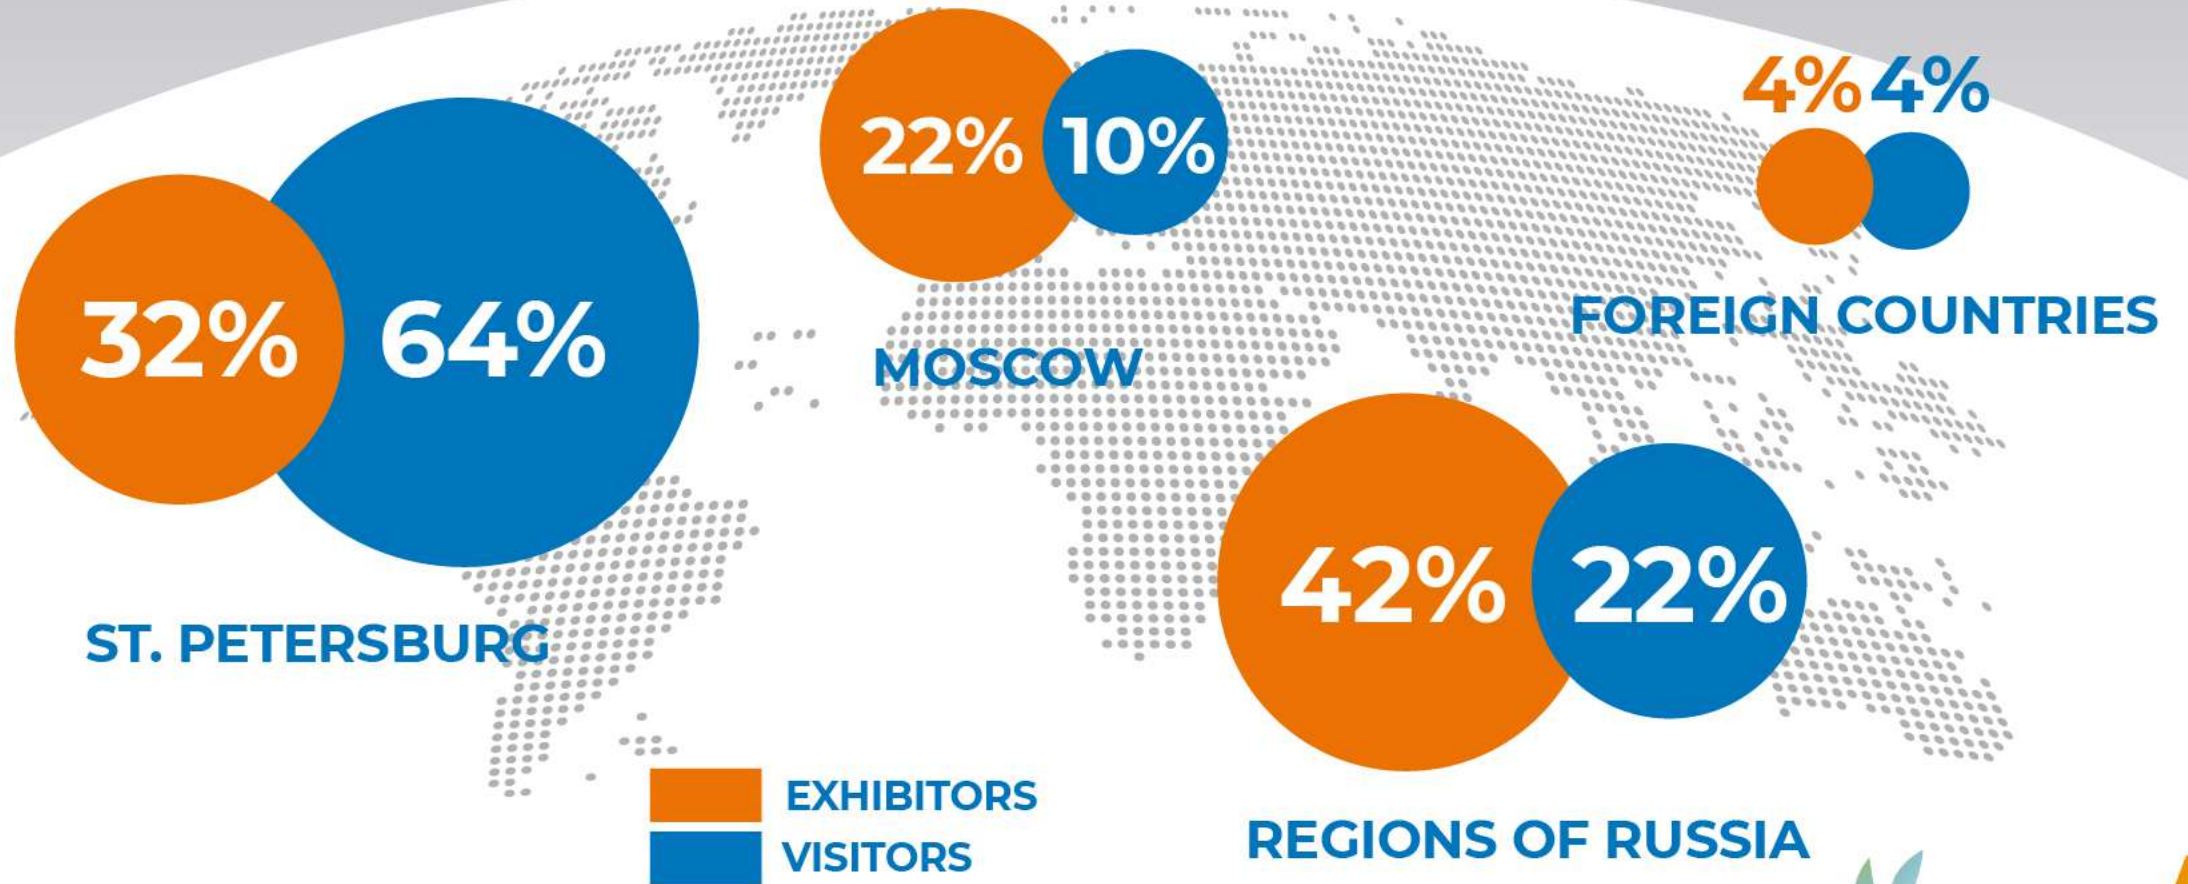 32% 64%
ST. PETERSBURG
22% 10%
MOSCOW
4% 4%
FOREIGN COUNTRIES
42% 22%
REGIONS OF RUSSIA
EXHIBITORS
VISITORS